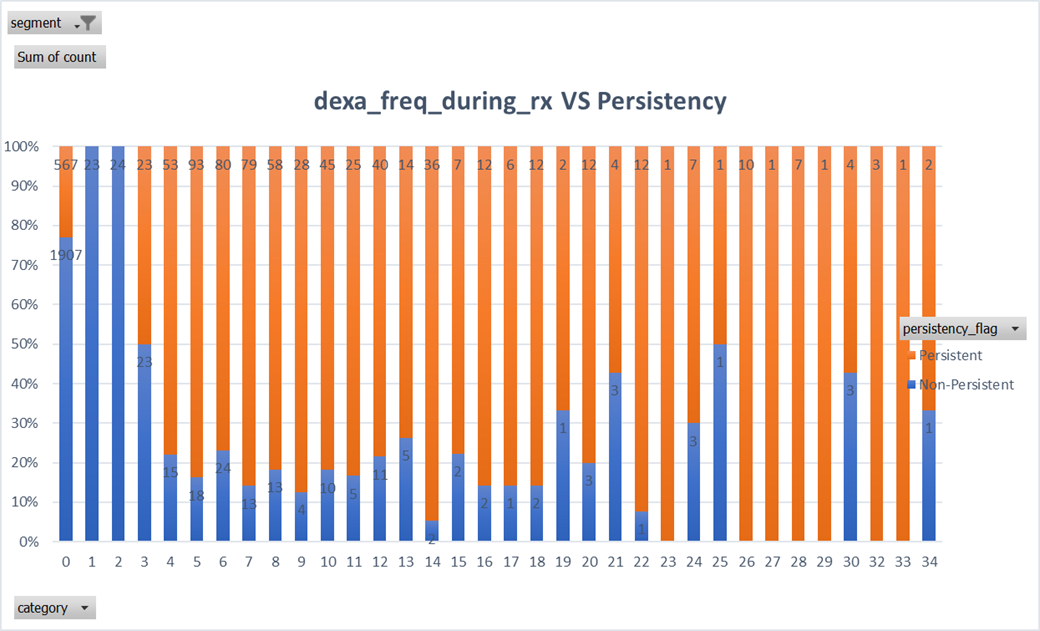 segment
Sum of count
dexa_freq_during_rx VS Persistency
100%
567 23 24 23 53 93 80 79 58 28 45 25 40 14 36 7 12 6 12 2 12 4 12 1 7 1 10 1 7 1 4 3 1 2
90%
80%
1907
70%
60%
50%
persistency_flag
Persistent
23 1
40%
Non-Persistent
3 3
30%
1 3 1
20%
15 18 24 13 13 4 10 5 11 5 2 3
10%
2 1 2
2 1
0%
0 1 2 3 4 5 6 7 8 9 10 11 12 13 14 15 16 17 18 19 20 21 22 23 24 25 26 27 28 29 30 32 33 34
category